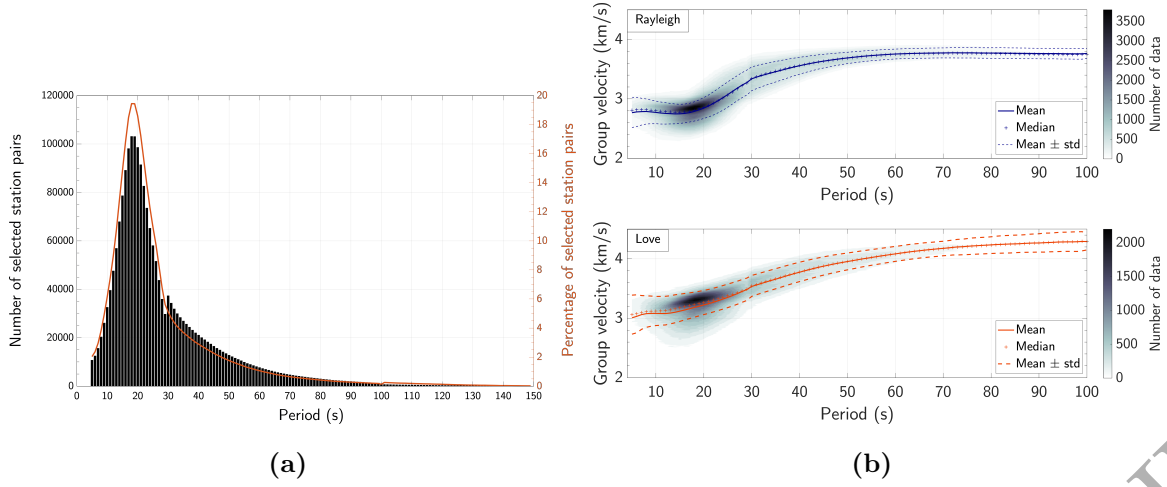 120000
100000
80000
60000
40000
20000
0
Number of selected station pairs
20
18
16
14
12
10
8
6
4
2
0
Percentage of selected station pairs
0 10 20 30 40 50 60 70 80 90 100 110 120 130 140 150
Period (s)
(a)
Rayleigh
4
3
2
Group velocity (km/s)
Mean
Median
Mean ± std
10 20 30 40 50 60 70 80 90 100
Period (s)
3500
3000
2500
2000
1500
1000
500
0
Number of data
Love
4
3
2
Group velocity (km/s)
Mean
Median
Mean ± std
10 20 30 40 50 60 70 80 90 100
Period (s)
2000
1500
1000
500
0
Number of data
(b)